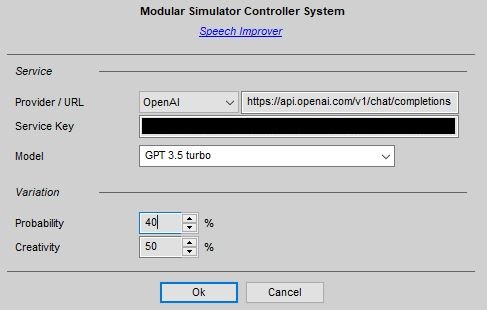 Modular Simulator Controller System
Speech Improver
Service
Provider / URL OpenAI https://api.openai.com/v1/chat/completions
Service Key
Model GPT 3.5 turbo
Variation
Probability 40 %
Creativity 50 %
Ok Cancel